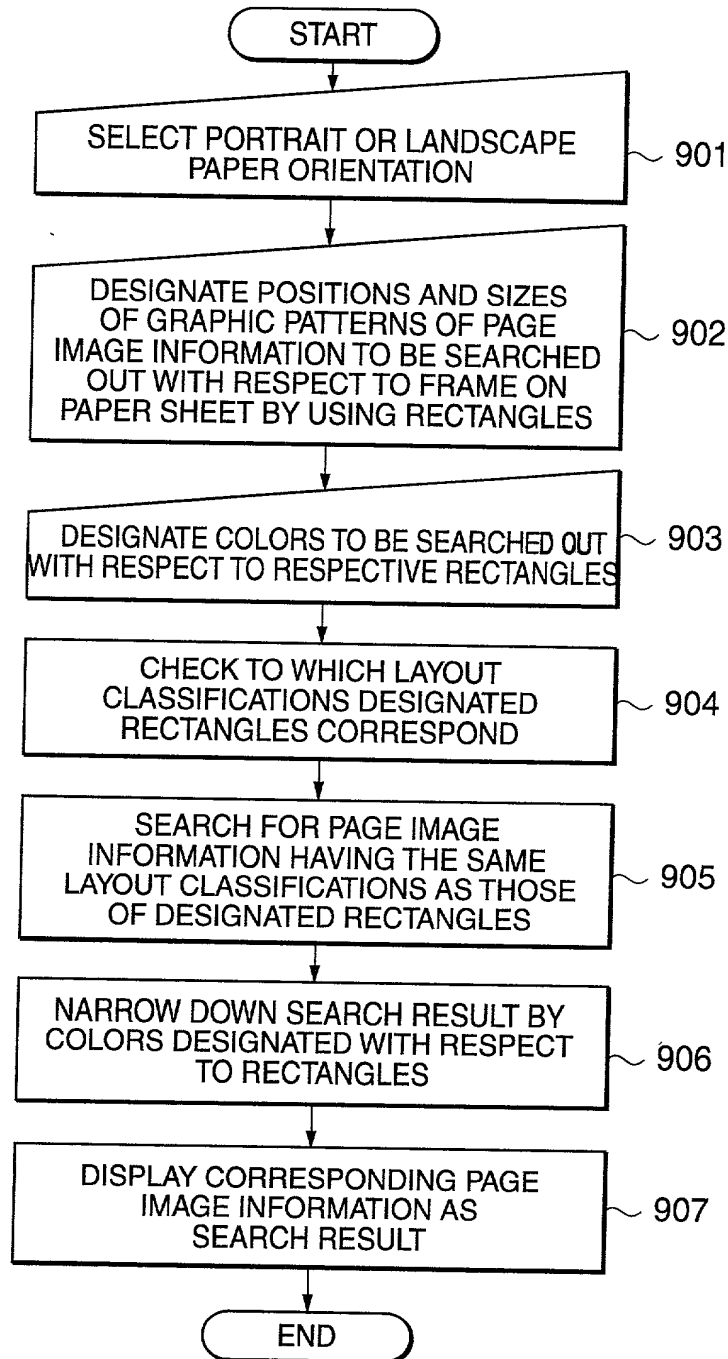 START
SELECT PORTRAIT OR LANDSCAPE
PAPER ORIENTATION
901
DESIGNATE POSITIONS AND SIZES
OF GRAPHIC PATTERNS OF PAGE
IMAGE INFORMATION TO BE SEARCHED
OUT WITH RESPECT TO FRAME ON
PAPER SHEET BY USING RECTANGLES
902
DESIGNATE COLORS TO BE SEARCHED OUT
WITH RESPECT TO RESPECTIVE RECTANGLES
903
CHECK TO WHICH LAYOUT
CLASSIFICATIONS DESIGNATED
RECTANGLES CORRESPOND
904
SEARCH FOR PAGE IMAGE
INFORMATION HAVING THE SAME
LAYOUT CLASSIFICATIONS AS THOSE
OF DESIGNATED RECTANGLES
905
NARROW DOWN SEARCH RESULT BY
COLORS DESIGNATED WITH RESPECT
TO RECTANGLES
906
DISPLAY CORRESPONDING PAGE
IMAGE INFORMATION AS
SEARCH RESULT
907
END